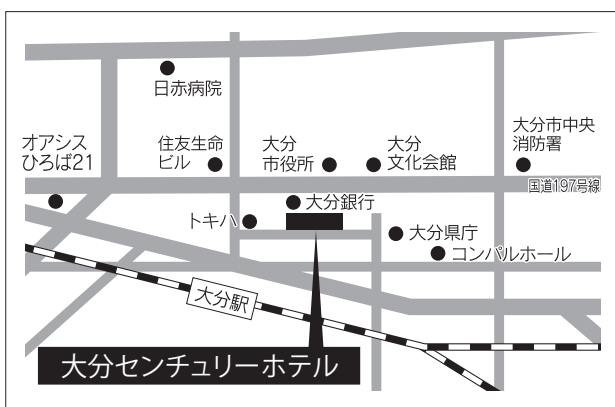 日赤病院
オアシス
ひろば21
住友生命
ビル
大分
市役所
大分
文化会館
大分市中央
消防署
国道197号線
大分銀行
トキハ
大分県庁
コンパルホール
大分駅
大分センチュリーホテル